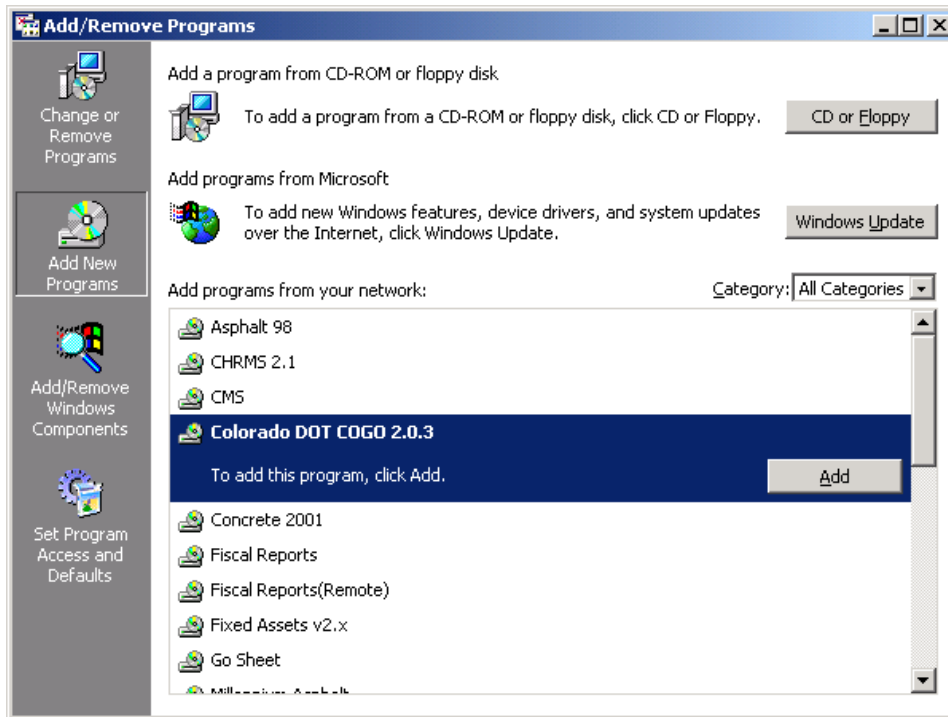 Add/Remove Programs
Change or
Remove
Programs
Add New
Programs
Add/Remove
Windows
Components
Set Program
Access and
Defaults
Add a program from CD-ROM or floppy disk
To add a program from a CD-ROM or floppy disk, click CD or Floppy.
CD or Floppy
Add programs from Microsoft
To add new Windows features, device drivers, and system updates
over the Internet, click Windows Update.
Windows Update
Add programs from your network:
Category: All Categories
Asphalt 98
CHRMS 2.1
CMS
Colorado DOT COGO 2.0.3
To add this program, click Add.
Add
Concrete 2001
Fiscal Reports
Fiscal Reports(Remote)
Fixed Assets v2.x
Go Sheet
Millennium Asphalt